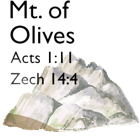 Mt. of
Olives
Acts 1:11
Zech 14:4